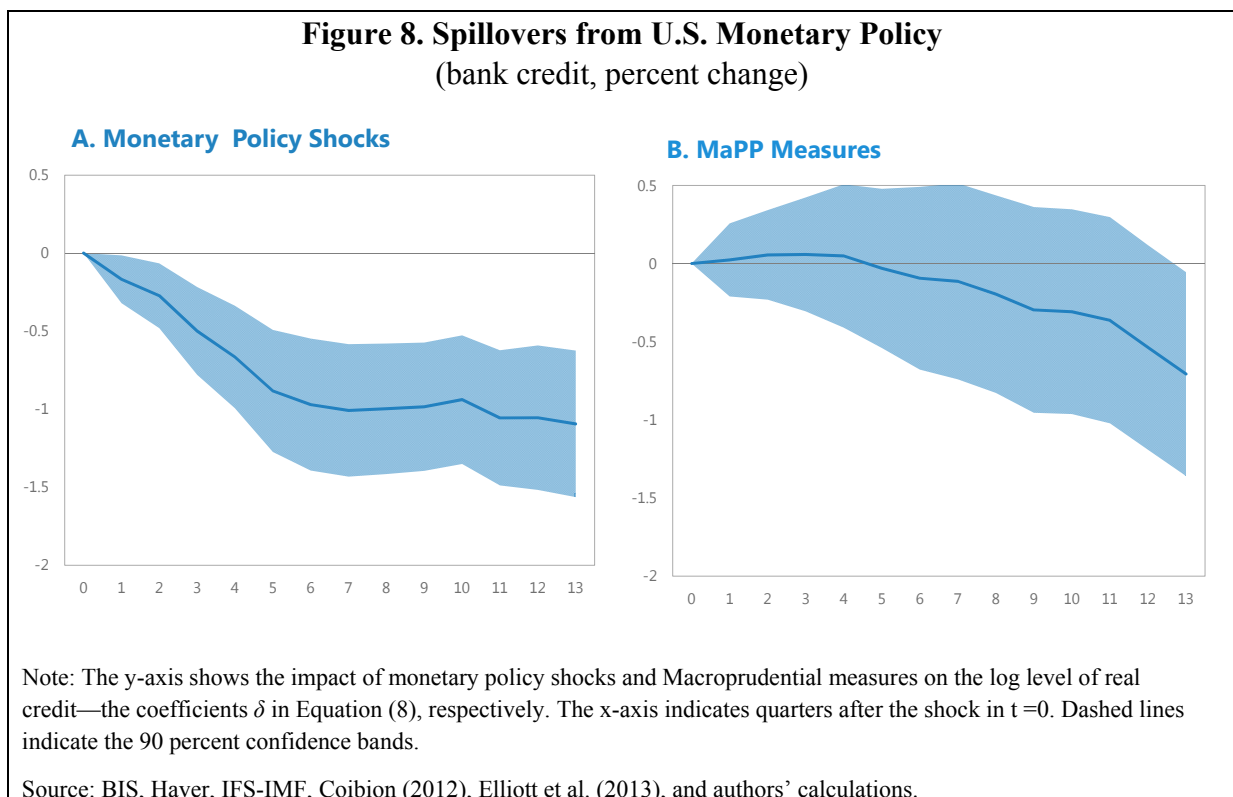 Figure 8. Spillovers from U.S. Monetary Policy
(bank credit, percent change)
A. Monetary Policy Shocks
0.5
0
-0.5
-1
-1.5
-2
0 1 2 3 4 5 6 7 8 9 10 11 12 13
B. MaPP Measures
0.5
0
-0.5
-1
-1.5
-2
0 1 2 3 4 5 6 7 8 9 10 11 12 13
Note: The y-axis shows the impact of monetary policy shocks and Macroprudential measures on the log level of real
credit—the coefficients δ in Equation (8), respectively. The x-axis indicates quarters after the shock in t =0. Dashed lines
indicate the 90 percent confidence bands.
Source: BIS, Haver, IFS-IMF, Coibion (2012), Elliott et al. (2013), and authors’ calculations.